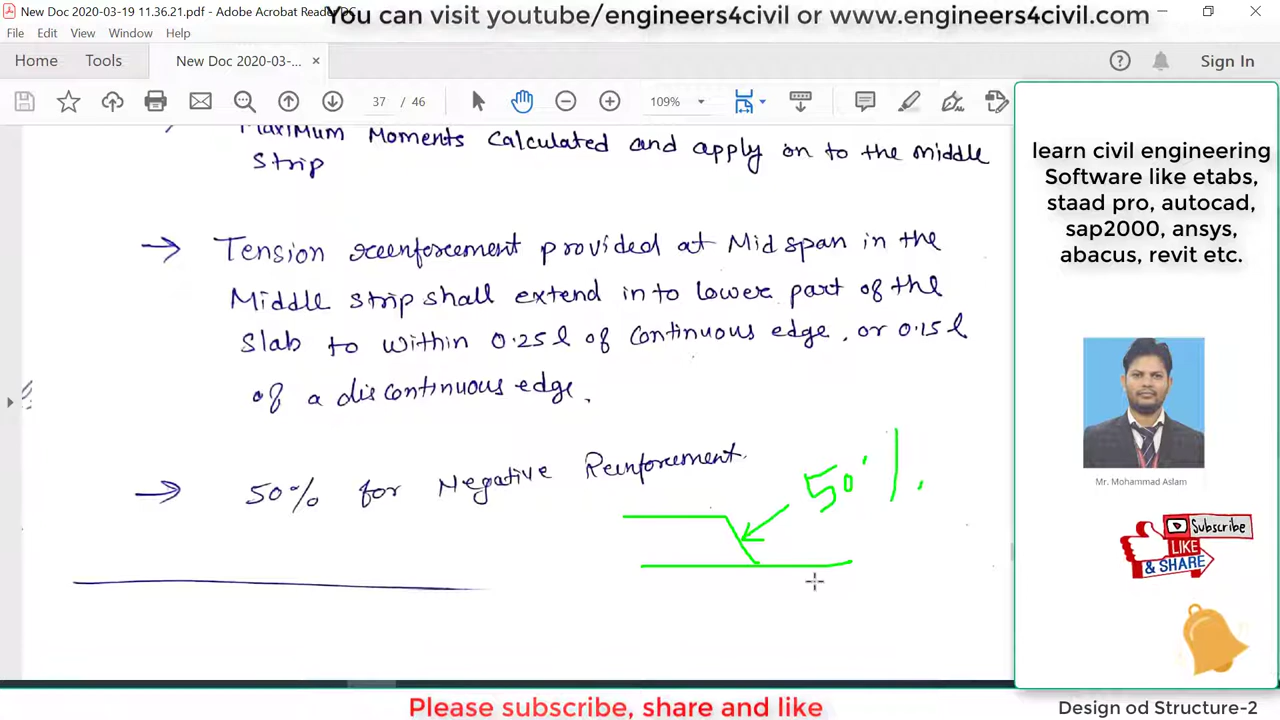 New Doc 2020-03-19 11.36.21.pdf - Adobe Acrobat Reader DC
You can visit youtube/engineers4civil or www.engineers4civil.com
File Edit View Window Help
Home Tools New Doc 2020-03-... × Sign In
37 / 46 109%
Maximum Moments Calculated and apply on to the middle
Strip
→ Tension reenforcement provided at Mid span in the
Middle strip shall extend in to lower part of the
Slab to within 0.25l of Continuous edge, or 0.15l
of a discontinuous edge.
→ 50% for Negative Reenforcement.
50%.
learn civil engineering
Software like etabs,
staad pro, autocad,
sap2000, ansys,
abacus, revit etc.
Mr. Mohammad Aslam
Subscribe
LIKE
& SHARE
Please subscribe, share and like
Design od Structure-2